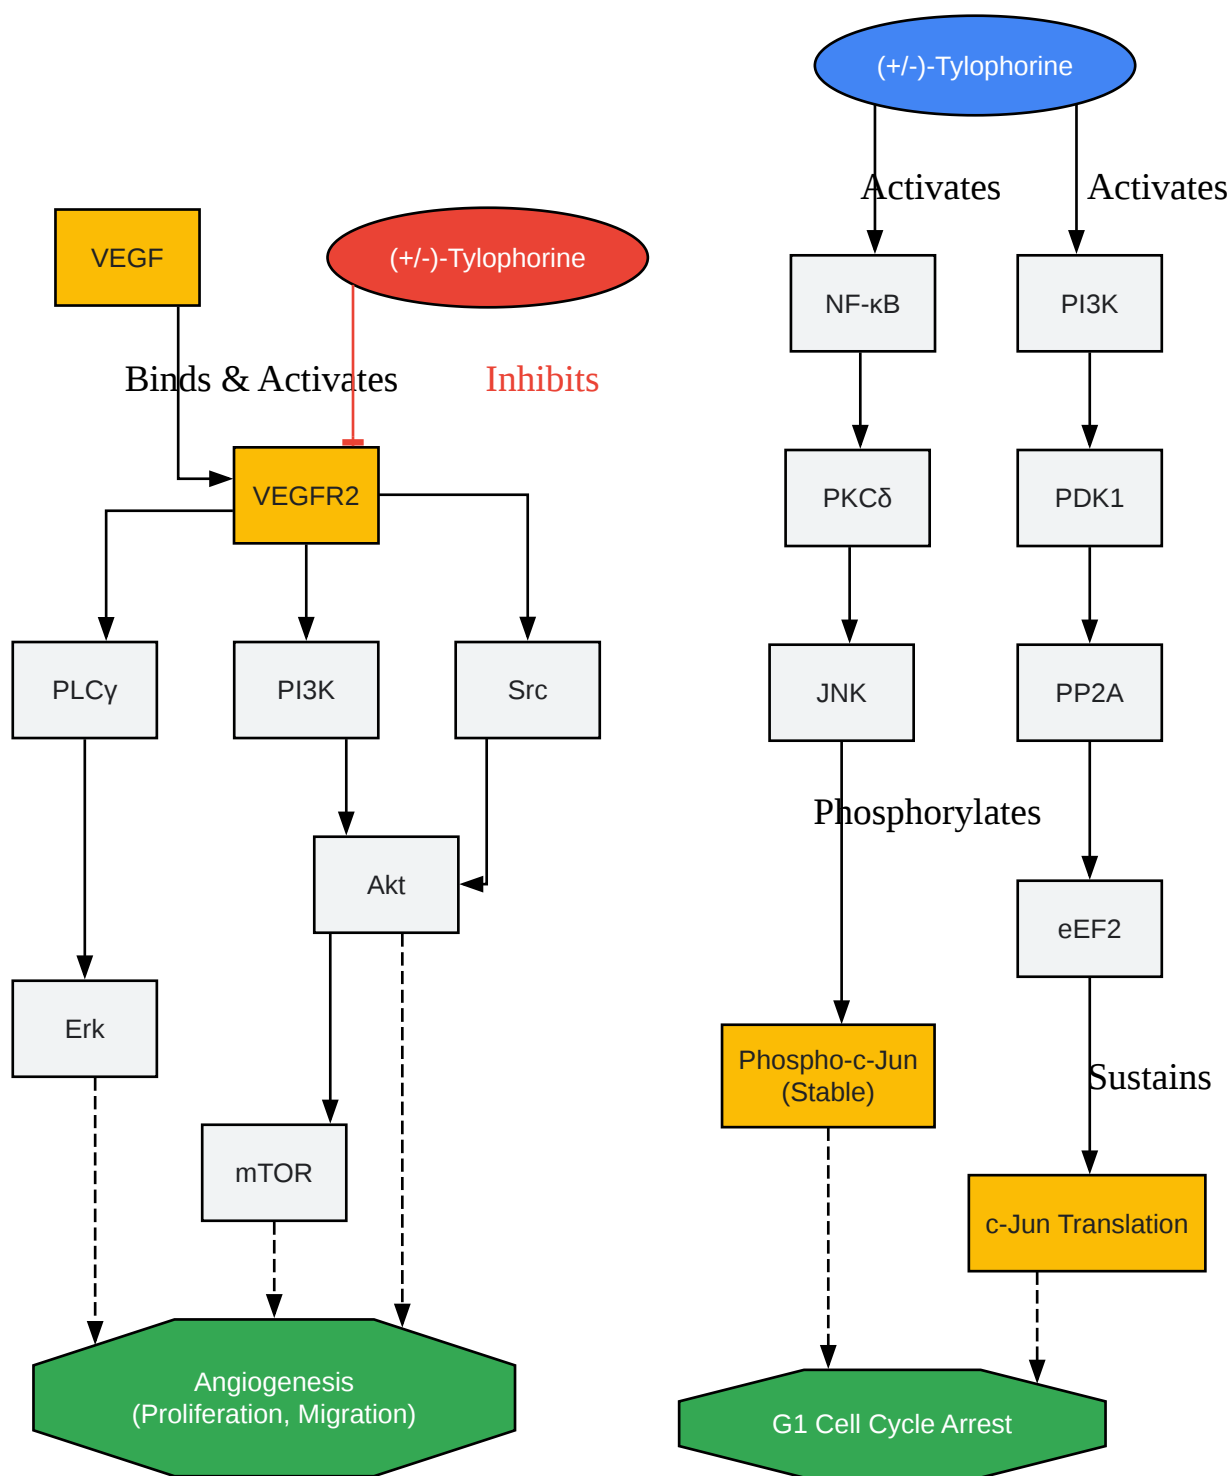 (+/-)-Tylophorine
Activates
Activates
VEGF
(+/-)-Tylophorine
NF-κB
PI3K
Binds & Activates
Inhibits
VEGFR2
PKCδ
PDK1
PLCγ
PI3K
Src
JNK
PP2A
Phosphorylates
Akt
eEF2
Erk
Phospho-c-Jun
(Stable)
Sustains
mTOR
c-Jun Translation
Angiogenesis
(Proliferation, Migration)
G1 Cell Cycle Arrest